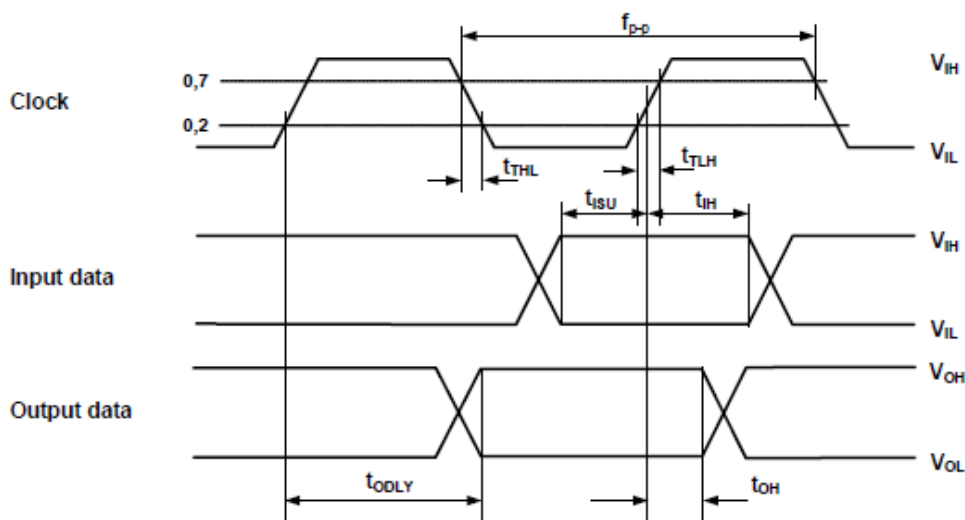 fp-p
0,7
VIH
Clock
0,2
VIL
tTHL
tTLH
tISU
tIH
VIH
Input data
VIL
VOH
Output data
VOL
tODLY
tOH